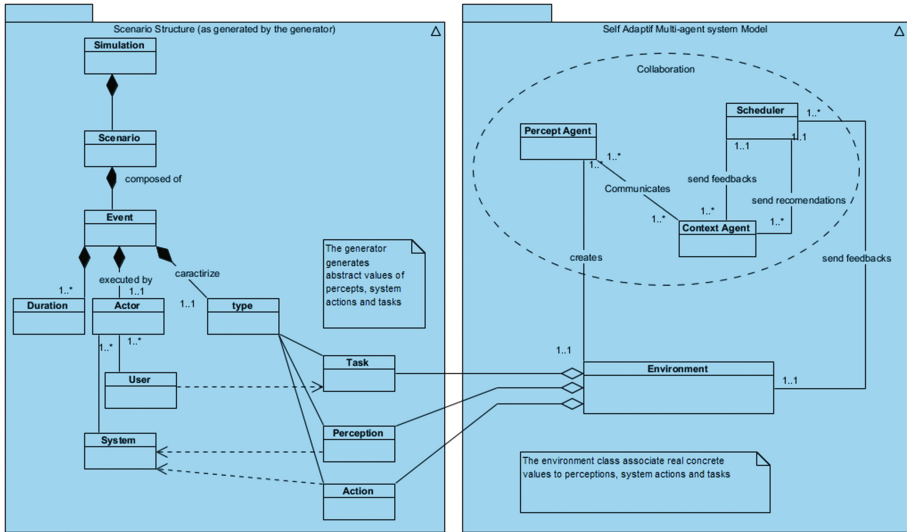 Scenario Structure (as generated by the generator)
Simulation
Scenario
composed of
Event
caractirize
executed by
1..*
1..1
1..1
Duration
Actor
type
1..*
1..*
User
System
The generator
generates
abstract values of
percepts, system
actions and tasks
Task
Perception
Action
Self Adaptif Multi-agent system Model
Collaboration
Scheduler
1..*
Percept Agent
1..1
1..1
1..*
1..*
Communicates
send feedbacks
send recomendations
1..*
1..*
1..*
Context Agent
creates
send feedbacks
1..1
Environment
1..1
The environment class associate real concrete
values to perceptions, system actions and tasks